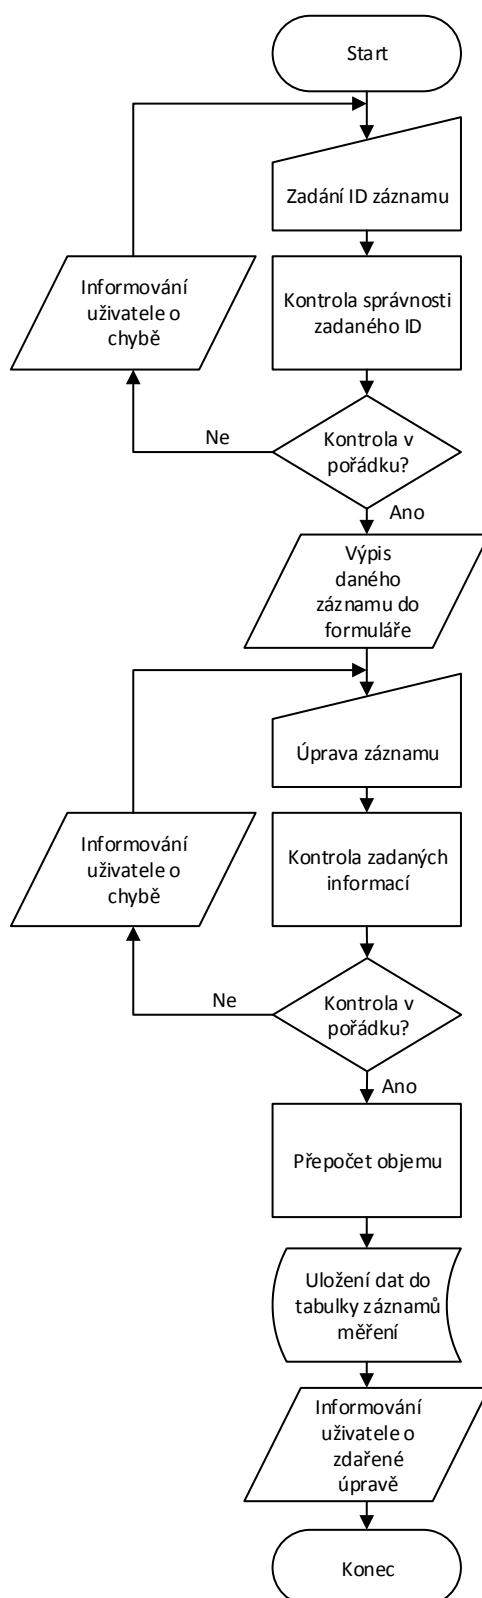 Start
Zadání ID záznamu
Informování
uživatele o
chybě
Kontrola správnosti
zadaného ID
Ne
Kontrola v
pořádku?
Ano
Výpis
daného
záznamu do
formuláře
Úprava záznamu
Informování
uživatele o
chybě
Kontrola zadaných
informací
Ne
Kontrola v
pořádku?
Ano
Přepočet objemu
Uložení dat do
tabulky záznamů
měření
Informování
uživatele o
zdařené
úpravě
Konec